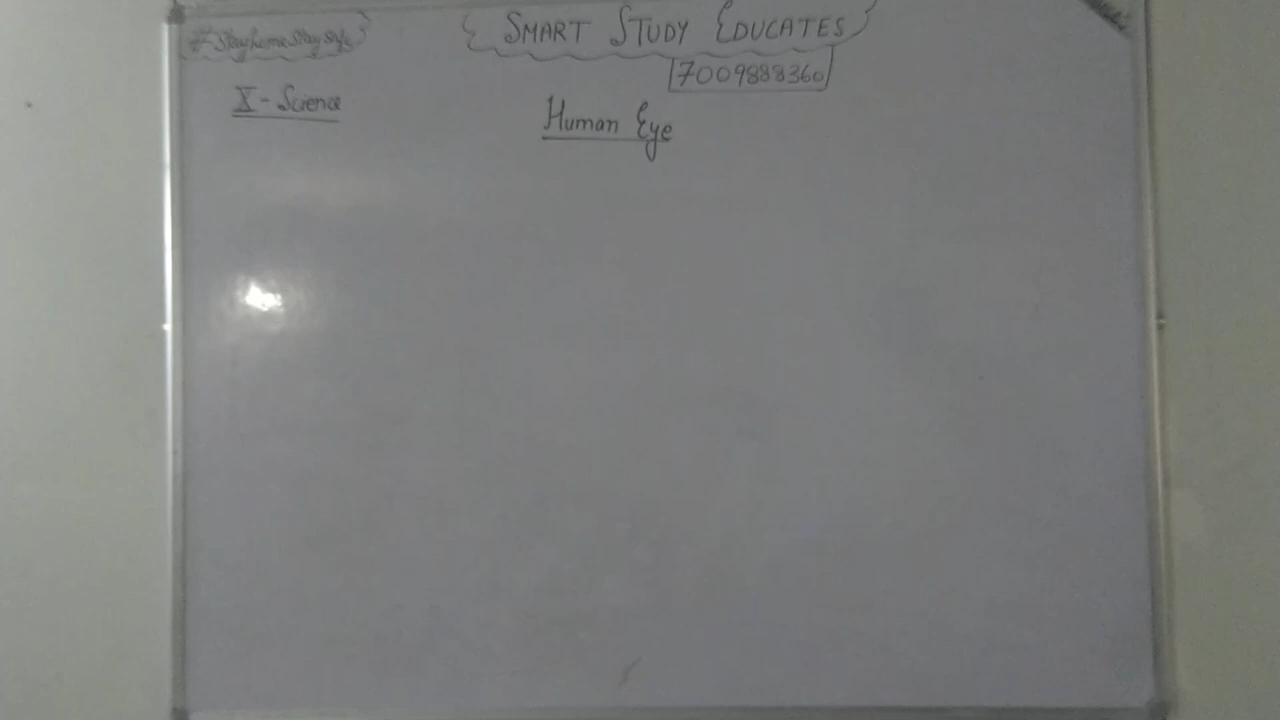 #StayhomeStaysafe
SMART STUDY EDUCATES
7009888360
X - Science
Human Eye